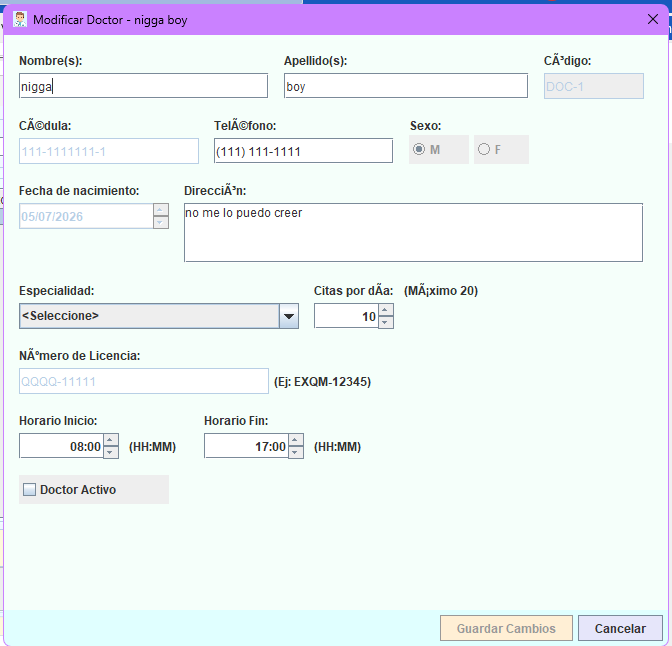 Modificar Doctor - nigga boy
Nombre(s): Apellido(s): CÃ³digo:
nigga boy DOC-1
CÃ©dula: TelÃ©fono: Sexo:
111-1111111-1 (111) 111-1111 M F
Fecha de nacimiento: DirecciÃ³n:
05/07/2026 no me lo puedo creer
Especialidad: Citas por dÃa: (MÃ¡ximo 20)
<Seleccione> 10
NÃºmero de Licencia:
QQQQ-11111 (Ej: EXQM-12345)
Horario Inicio: Horario Fin:
08:00 (HH:MM) 17:00 (HH:MM)
Doctor Activo
Guardar Cambios Cancelar